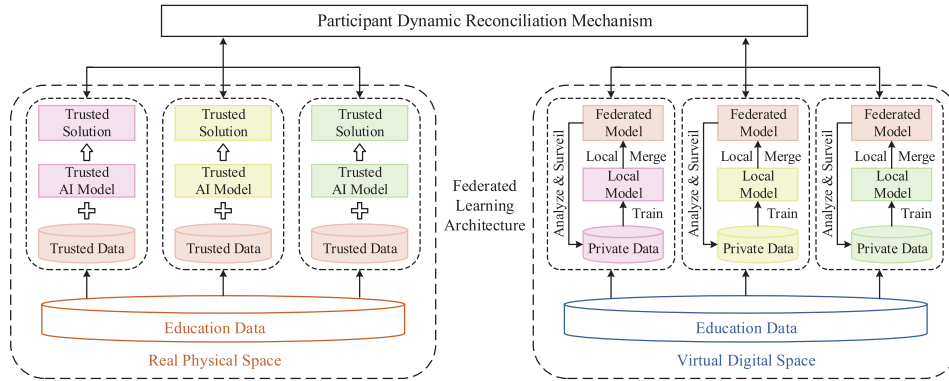 Participant Dynamic Reconciliation Mechanism
Trusted
Solution
Trusted
AI Model
Trusted Data
Trusted
Solution
Trusted
AI Model
Trusted Data
Trusted
Solution
Trusted
AI Model
Trusted Data
Education Data
Real Physical Space
Federated
Learning
Architecture
Analyze & Surveil
Federated
Model
Local Merge
Local
Model
Train
Private Data
Analyze & Surveil
Federated
Model
Local Merge
Local
Model
Train
Private Data
Analyze & Surveil
Federated
Model
Local Merge
Local
Model
Train
Private Data
Education Data
Virtual Digital Space